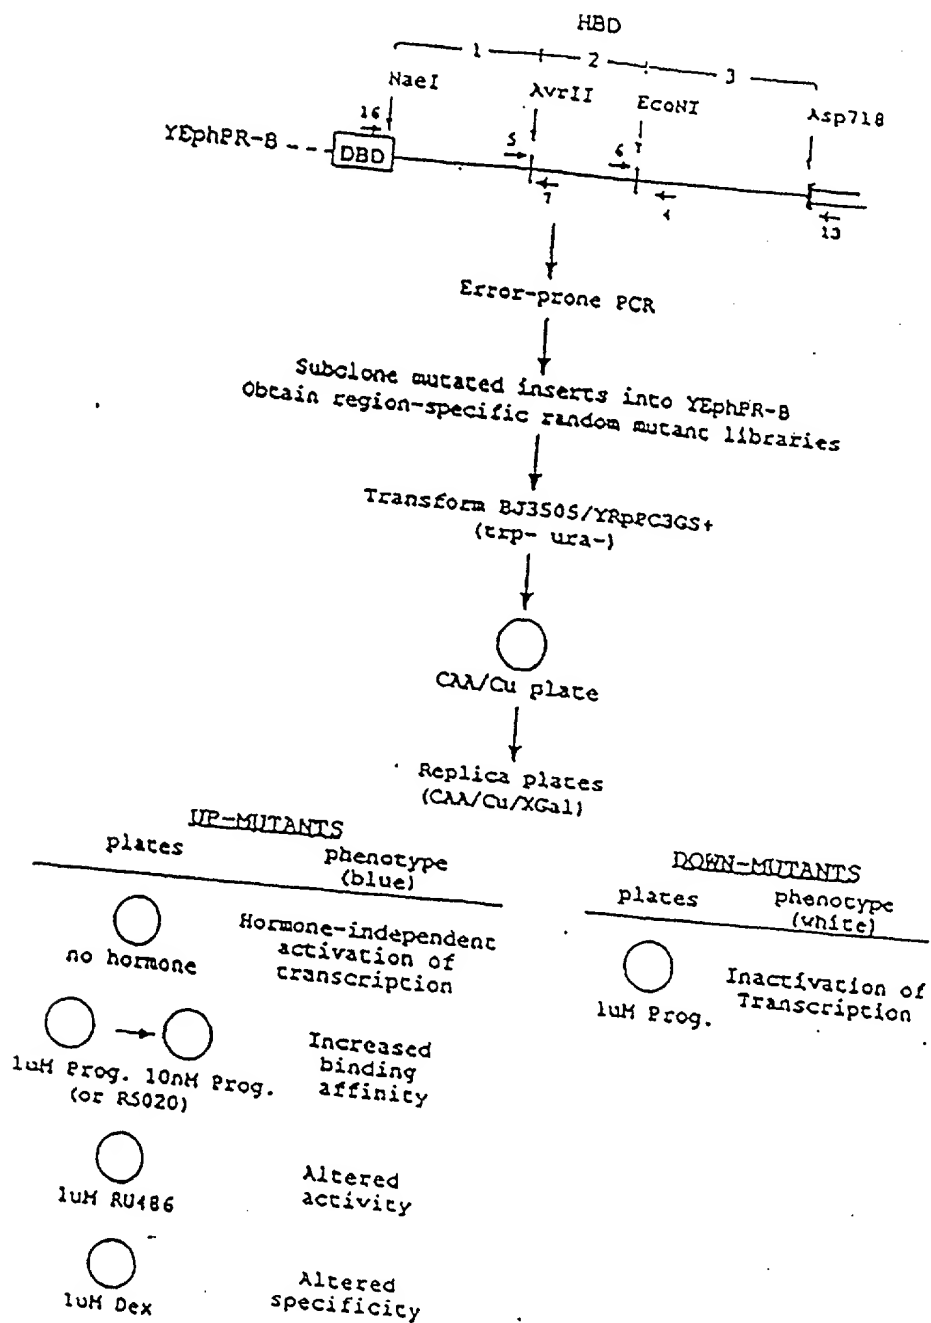 HBD
1 2 3
NaeI AvrII EcoNI Asp718
16 5 6
YEphPR-B DBD
7 4 13
Error-prone PCR
Subclone mutated inserts into YEphPR-B
Obtain region-specific random mutant libraries
Transform BJ3505/YRpPC3GS+
(trp- ura-)
CAA/Cu plate
Replica plates
(CAA/Cu/XGal)
UP-MUTANTS
plates phenotype
(blue)
no hormone
Hormone-independent
activation of
transcription
1uM Prog. 10nM Prog.
(or R5020)
Increased
binding
affinity
1uM RU486
Altered
activity
1uM Dex
Altered
specificity
DOWN-MUTANTS
plates phenotype
(white)
1uM Prog.
Inactivation of
Transcription